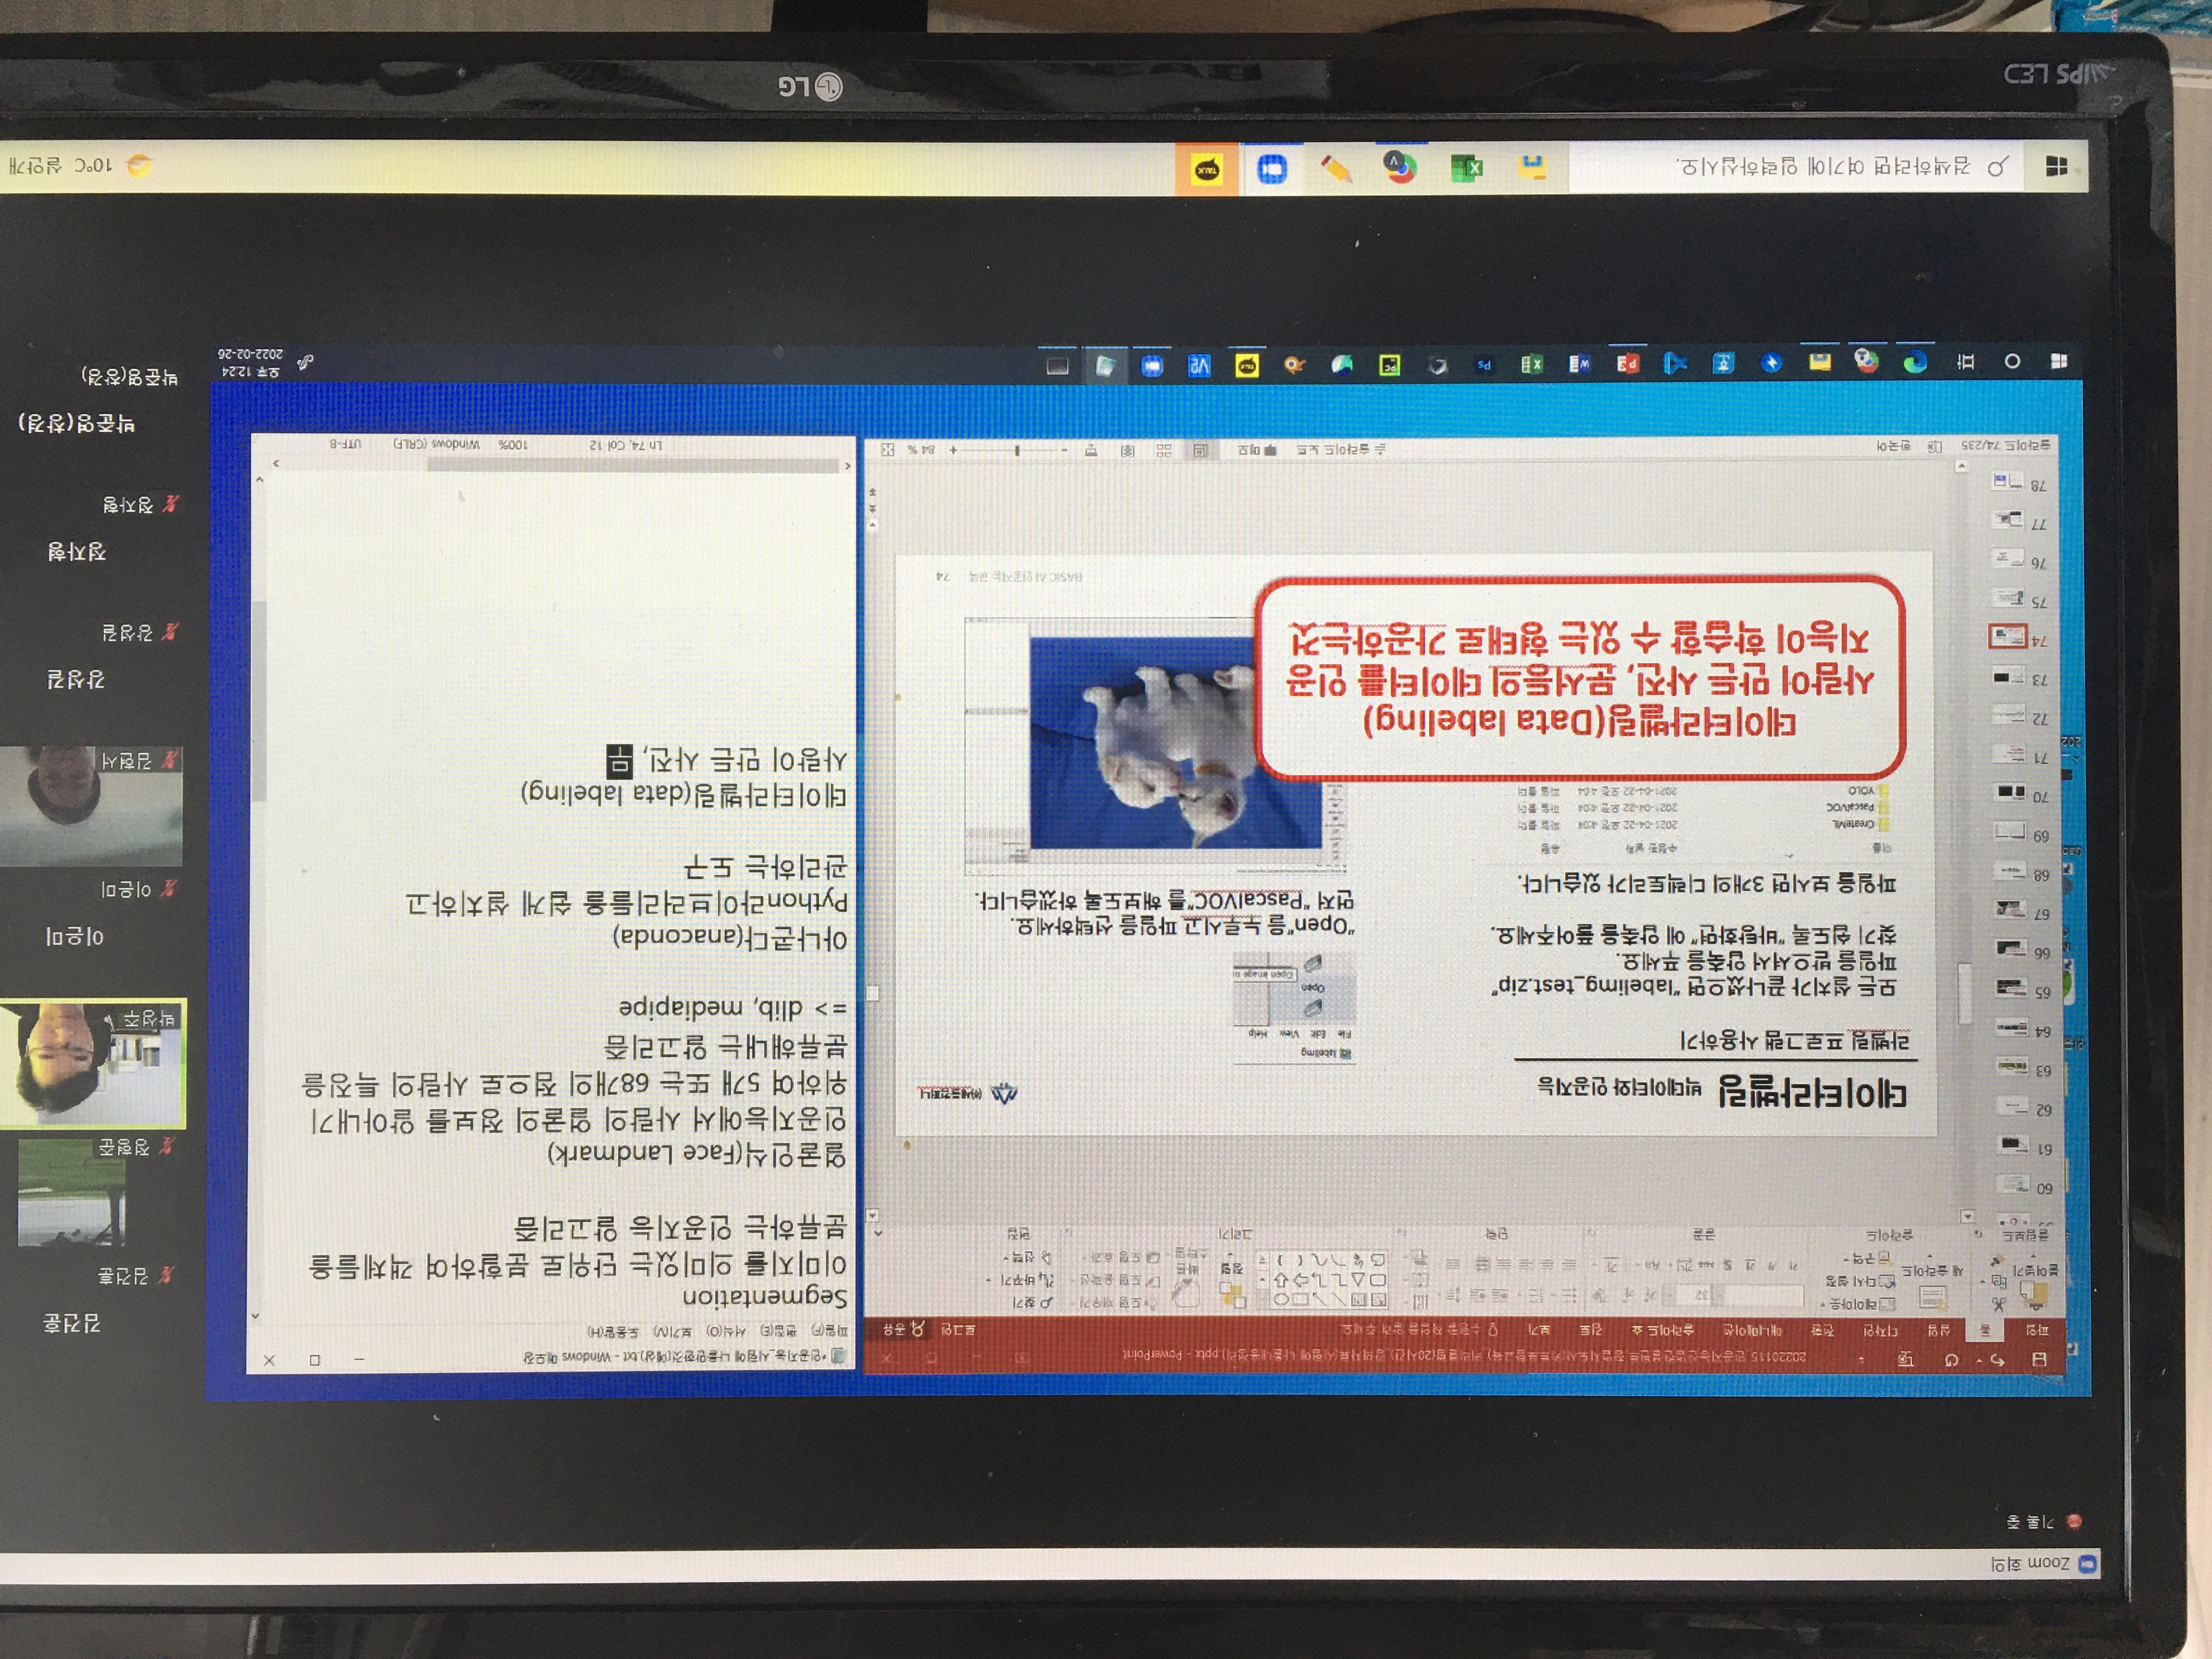 Zoom 회의
기록 중
파일 홈 삽입 디자인 전환 애니메이션 슬라이드 쇼 검토 보기 수행할 작업을 알려 주세요. 로그인 공유
붙여넣기
새 슬라이드
레이아웃
다시 설정
구역
32
정렬
빠른 스타일
도형 채우기
도형 윤곽선
도형 효과
찾기
바꾸기
선택
클립보드 슬라이드 글꼴 단락 그리기 편집
60
61
62
63
64
65
66
67
68
69
70
71
72
73
74
75
76
77
78
데이터라벨링 빅데이터와 인공지능
㈜세들컴퍼니
라벨링 프로그램 사용하기
모든 설치가 끝나셨으면 “labelimg_test.zip”
파일을 받으셔서 압축을 푸세요.
찾기 쉽도록 “바탕화면” 에 압축을 풀어주세요.
파일을 보시면 3개의 디렉토리가 있습니다.
이름 수정한 날짜 유형
CreateML 2021-04-22 오전 4:04 파일 폴더
PascalVOC 2021-04-22 오전 4:04 파일 폴더
YOLO 2021-04-22 오전 4:04 파일 폴더
labelImg
File Edit View Help
Open
“Open”을 누루시고 파일을 선택하세요.
먼저 “PascalVOC”를 해보도록 하겠습니다.
데이터라벨링(Data labeling)
사람이 만든 사진, 문서등의 데이터를 인공
지능이 학습할 수 있는 형태로 가공하는것
BASIC AI 인공지능 교육 74
슬라이드 74/235 한국어 슬라이드 노트 메모 84 %
*인공지능_시험에 나올만한것(예상).txt - Windows 메모장
파일(F) 편집(E) 서식(O) 보기(V) 도움말(H)
Segmentation
이미지를 의미있는 단위로 분할하여 객체들을
분류하는 인공지능 알고리즘
얼굴인식(Face Landmark)
인공지능에서 사람의 얼굴의 정보를 알아내기
위하여 5개 또는 68개의 점으로 사람의 특징을
분류해내는 알고리즘
=> dlib, mediapipe
아나콘다(anaconda)
Python라이브러리들을 쉽게 설치하고
관리하는 도구
데이터라벨링(data labeling)
사랑이 만든 사진, 무
Ln 74, Col 12 100% Windows (CRLF) UTF-8
김건훈
김건훈
정형준
박성주
이은미
이은미
김현서
강성길
강성길
정자형
정자형
박준영(창경)
박준영(창경)
오후 12:24
2022-02-26
검색하려면 여기에 입력하십시오.
TALK
10°C 실안개
IPS LED
LG